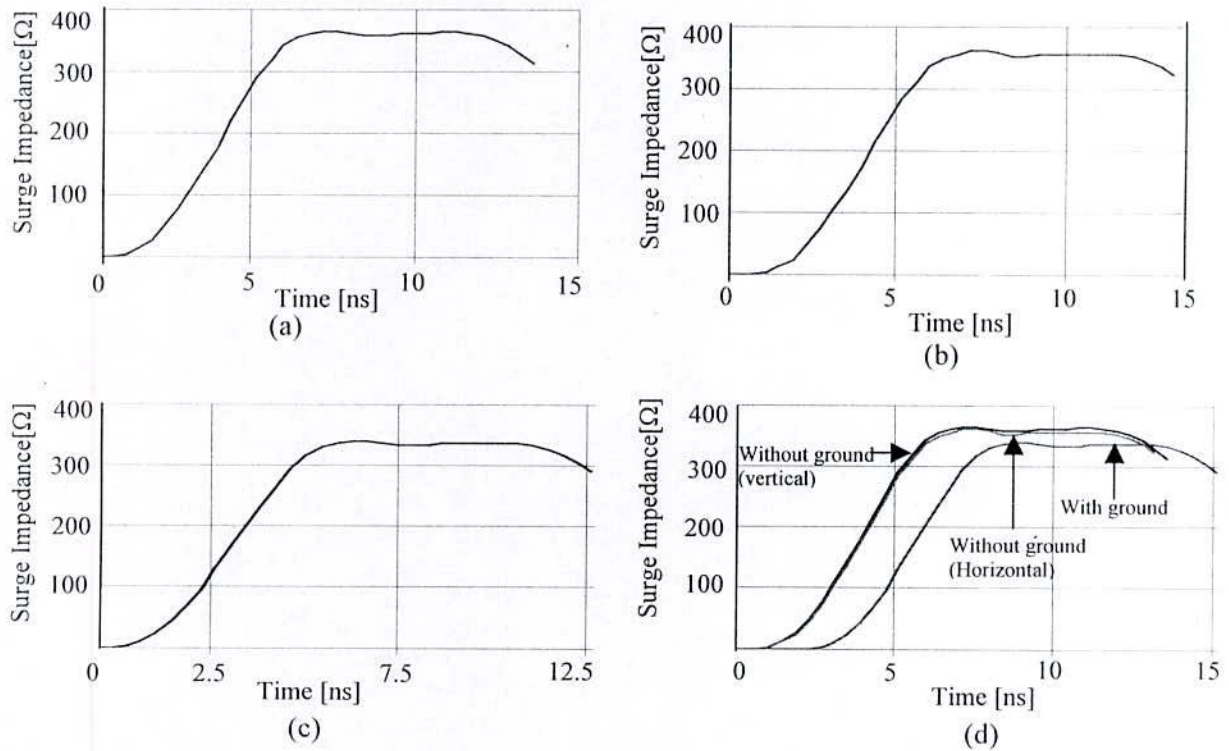 Surge Impedance[Ω]
400
300
200
100
0
5
10
15
Time [ns]
(a)
Surge Impedance[Ω]
400
300
200
100
0
5
10
15
Time [ns]
(b)
Surge Impedance[Ω]
400
300
200
100
0
2.5
7.5
12.5
Time [ns]
(c)
Surge Impedance[Ω]
400
300
200
100
0
5
10
15
Without ground
(vertical)
With ground
Without ground
(Horizontal)
Time [ns]
(d)